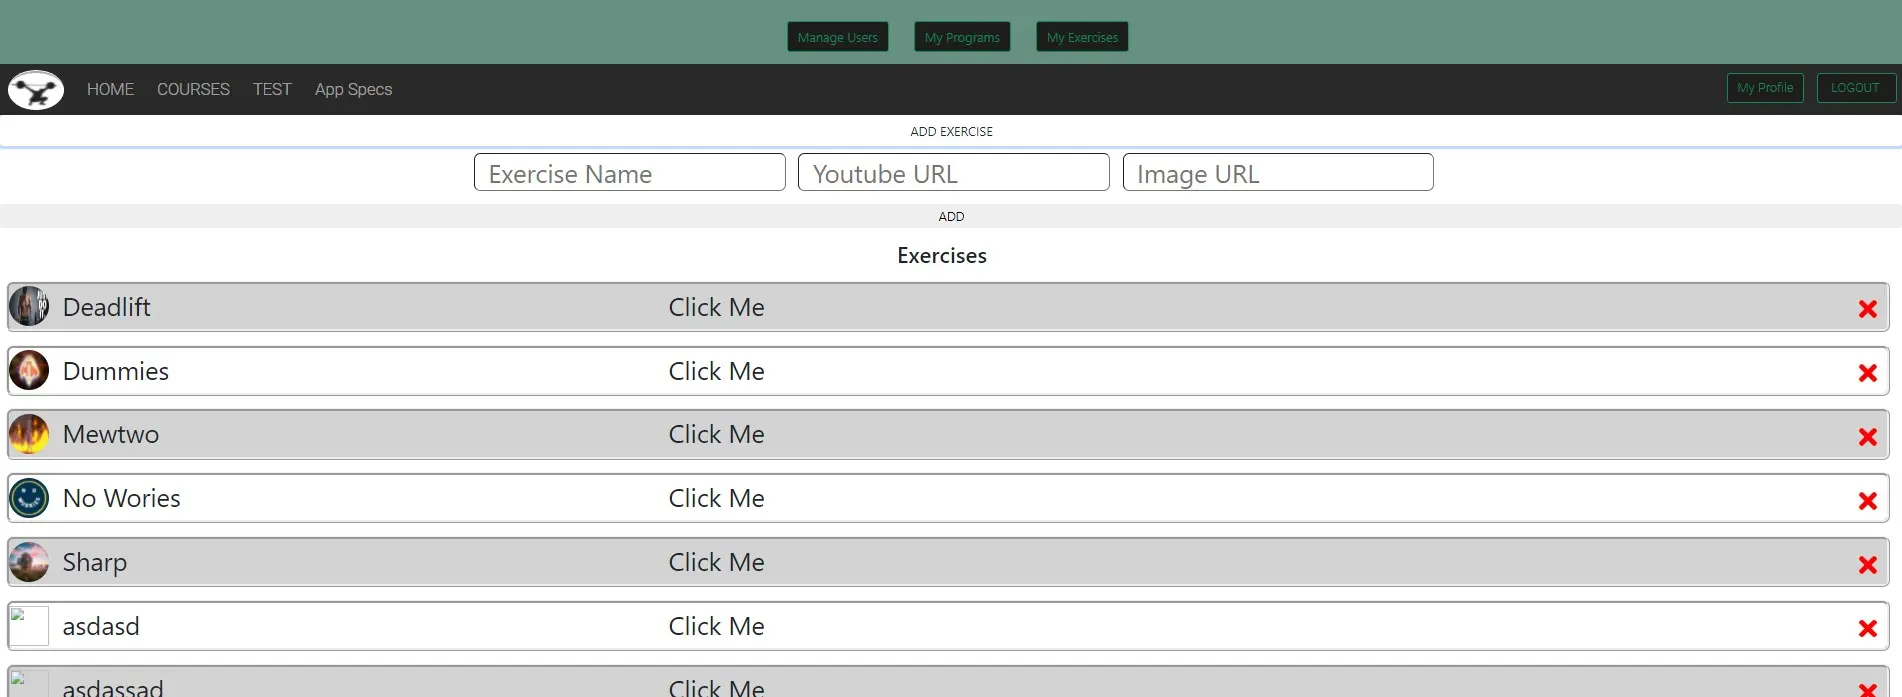 Manage Users My Programs My Exercises
HOME COURSES TEST App Specs My Profile LOGOUT
ADD EXERCISE
Exercise Name Youtube URL Image URL
ADD
Exercises
Deadlift Click Me
Dummies Click Me
Mewtwo Click Me
No Wories Click Me
Sharp Click Me
asdasd Click Me
asdassad Click Me